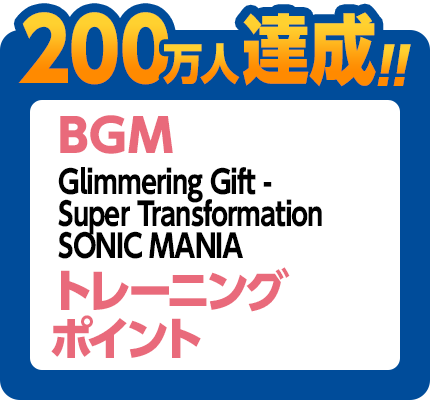 200万人達成!!
BGM
Glimmering Gift -
Super Transformation
SONIC MANIA
トレーニング
ポイント